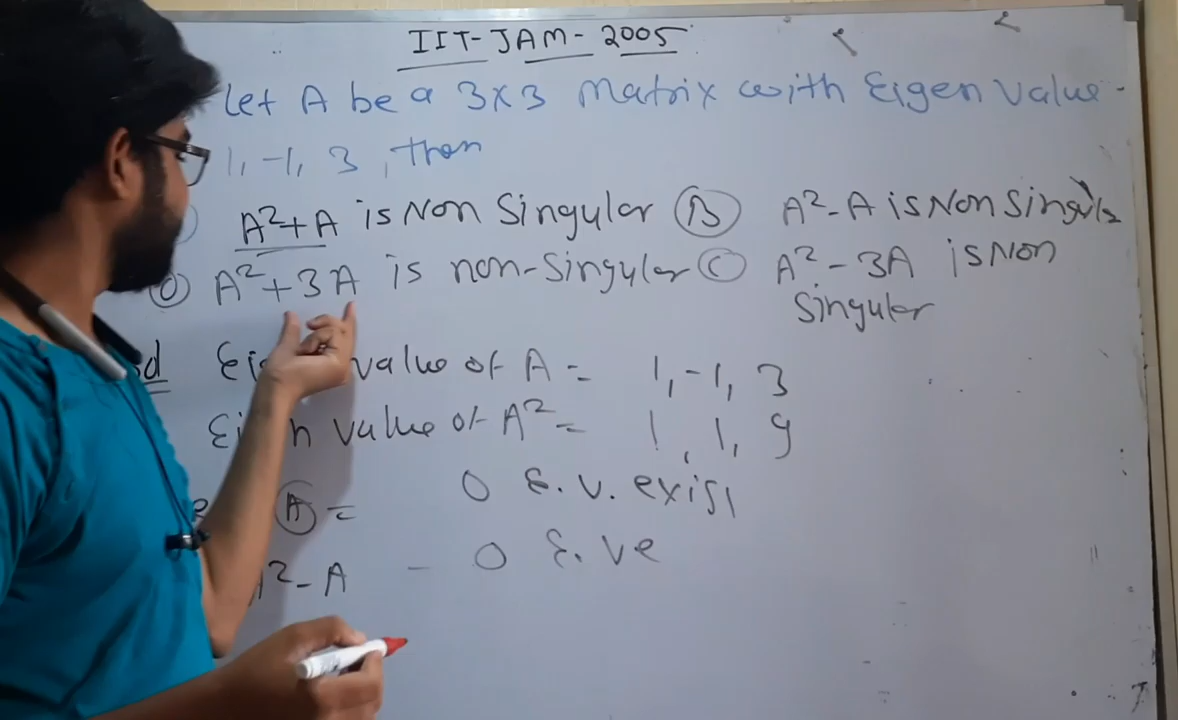 IIT-JAM-2005
Let A be a 3x3 Matrix with Eigen value
1, -1, 3, then
A²+A is Non Singular (B) A²-A is Non Singular
A²+3A is non-singular (C) A²-3A is Non
Singular
value of A = 1, -1, 3
value of A² = 1, 1, 9
(A) = 0 E.V. exist
A²-A - 0 E. ve